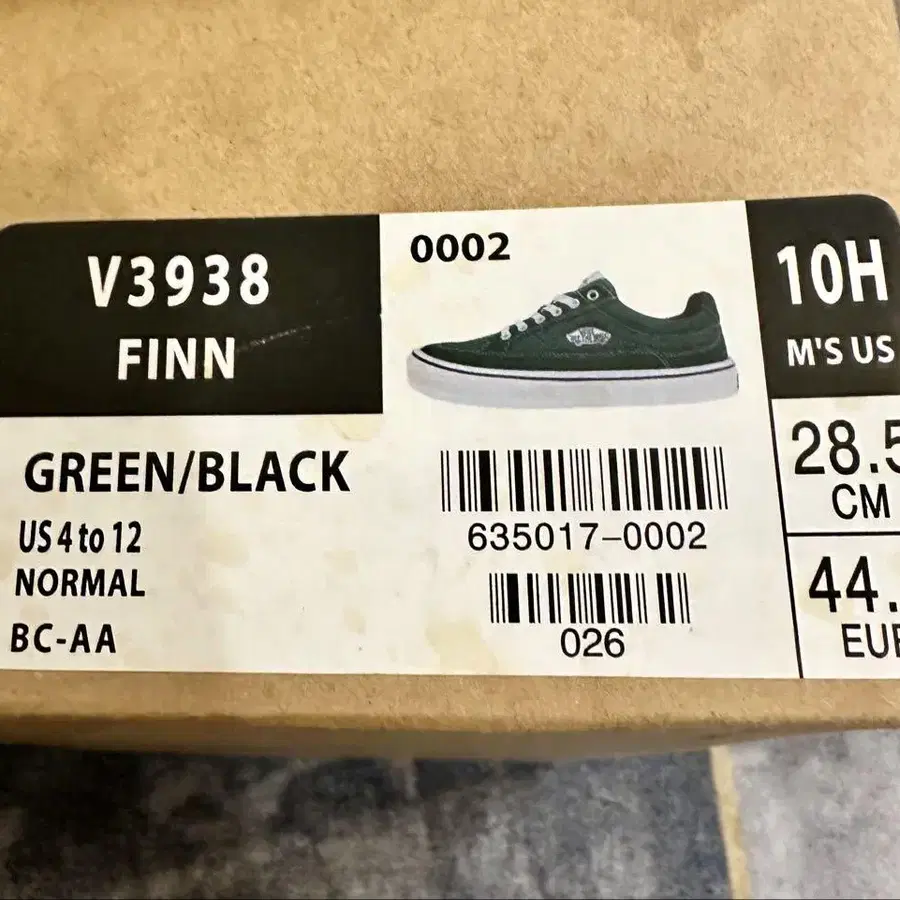 V3938
FINN
0002
10H
M'S US
GREEN/BLACK
US 4 to 12
NORMAL
BC-AA
635017-0002
026
28.5
CM
44.
EUR